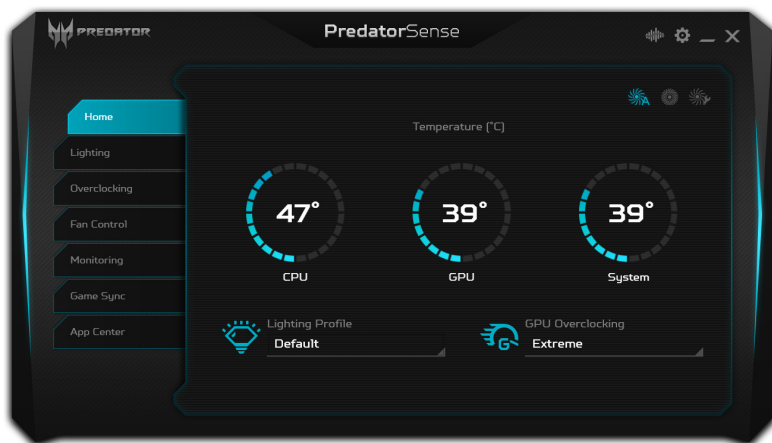 PREDATOR
PredatorSense
Home
Lighting
Overclocking
Fan Control
Monitoring
Game Sync
App Center
A
Temperature (°C)
47°
39°
39°
CPU
GPU
System
Lighting Profile
Default
G
GPU Overclocking
Extreme